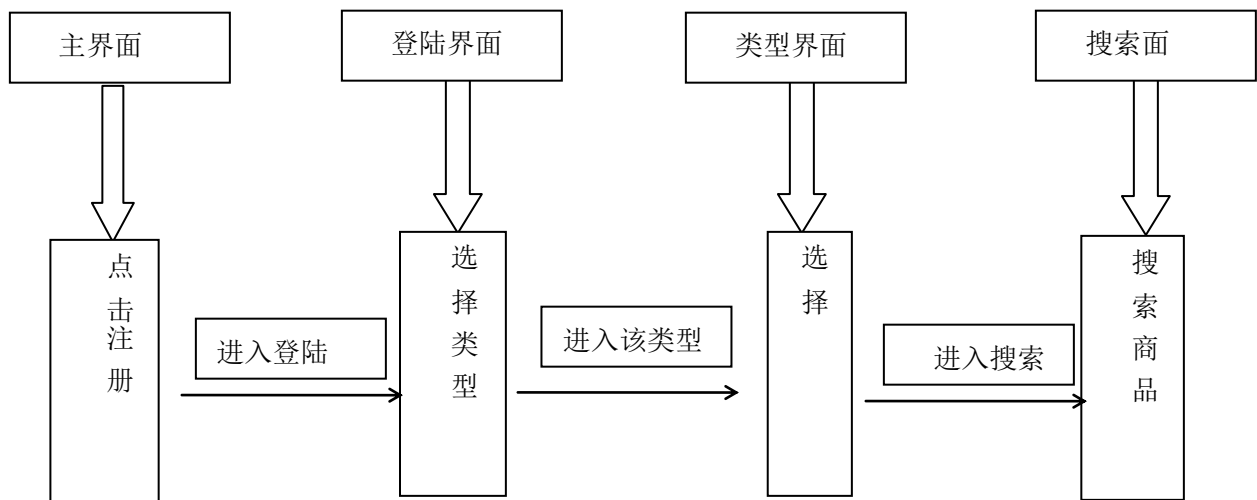 主界面
登陆界面
类型界面
搜索面
点击注册
选择类型
选择
搜索商品
进入登陆
进入该类型
进入搜索